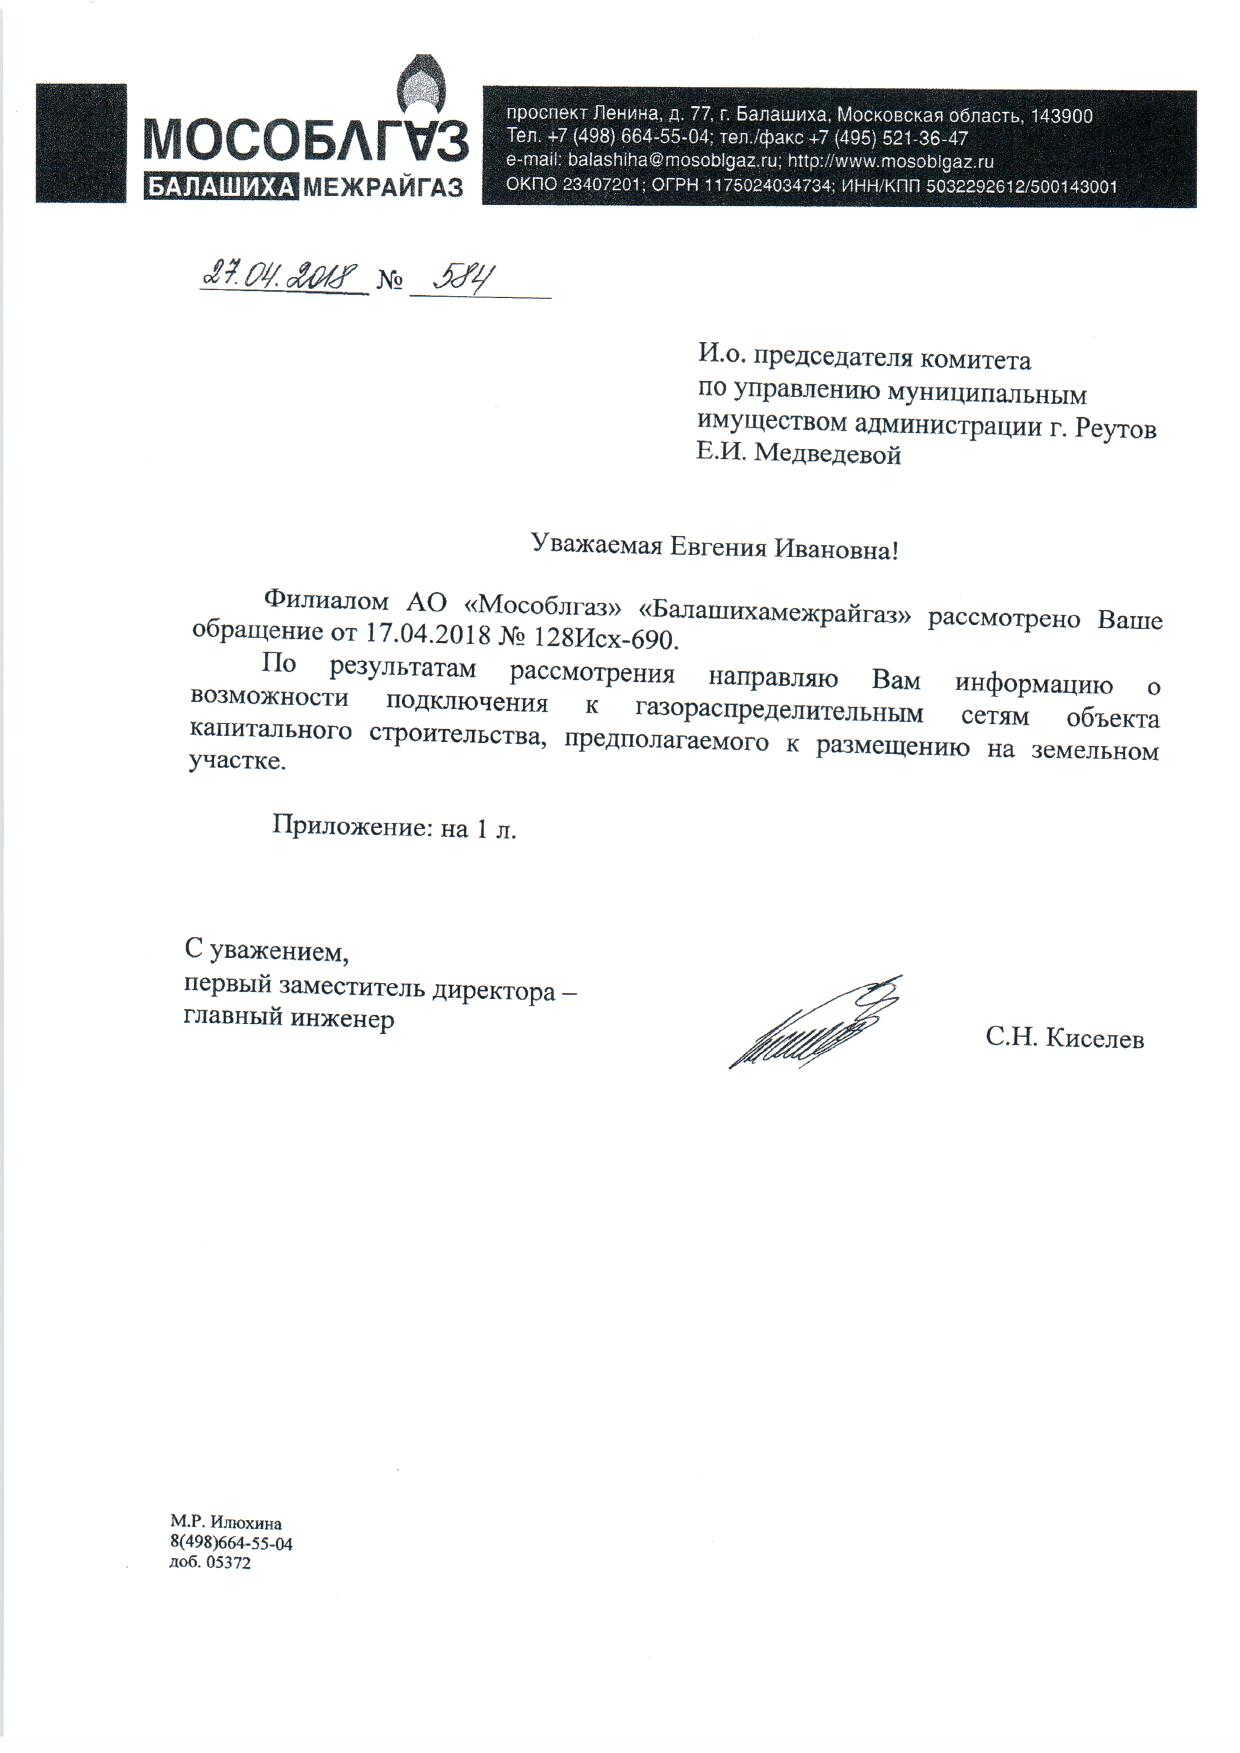 МОСОБЛГАЗ
БАЛАШИХА МЕЖРАЙГАЗ
проспект Ленина, д. 77, г. Балашиха, Московская область, 143900
Тел. +7 (498) 664-55-04; тел./факс +7 (495) 521-36-47
e-mail: balashiha@mosoblgaz.ru; http://www.mosoblgaz.ru
ОКПО 23407201; ОГРН 1175024034734; ИНН/КПП 5032292612/500143001
27.04.2018 № 584
И.о. председателя комитета
по управлению муниципальным
имуществом администрации г. Реутов
Е.И. Медведевой
Уважаемая Евгения Ивановна!
Филиалом АО «Мособлгаз» «Балашихамежрайгаз» рассмотрено Ваше
обращение от 17.04.2018 № 128Исх-690.
По результатам рассмотрения направляю Вам информацию о
возможности подключения к газораспределительным сетям объекта
капитального строительства, предполагаемого к размещению на земельном
участке.
Приложение: на 1 л.
С уважением,
первый заместитель директора –
главный инженер
С.Н. Киселев
М.Р. Илюхина
8(498)664-55-04
доб. 05372